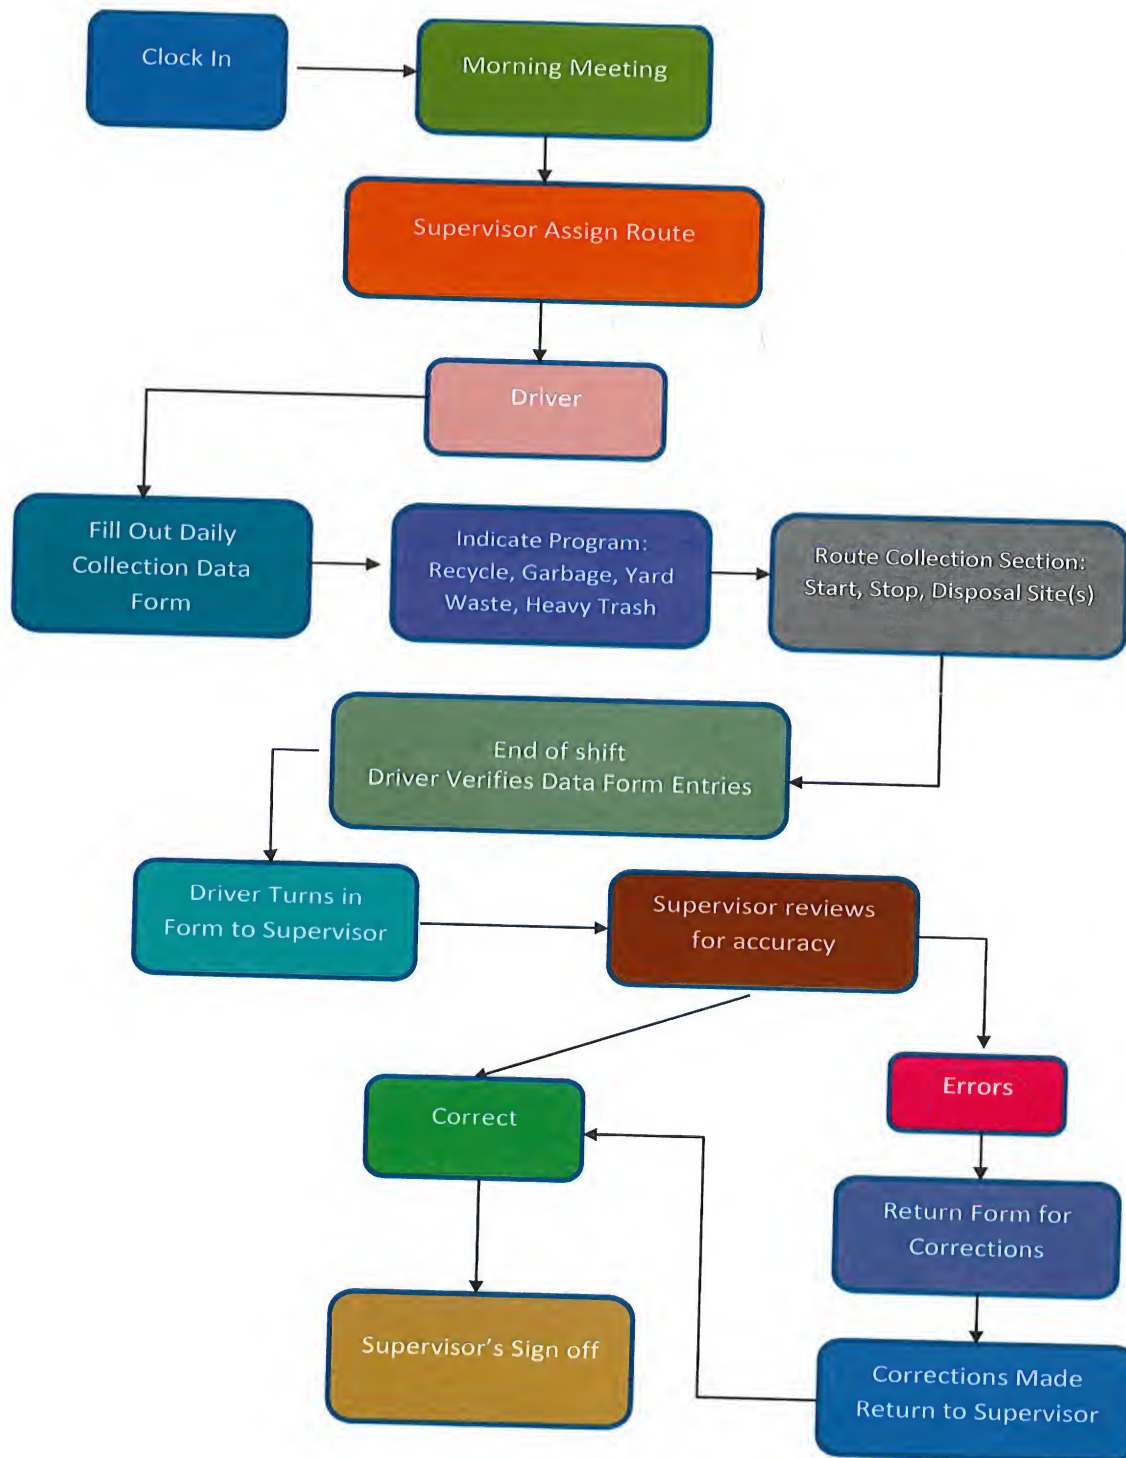 Clock In
Morning Meeting
Supervisor Assign Route
Driver
Fill Out Daily
Collection Data
Form
Indicate Program:
Recycle, Garbage, Yard
Waste, Heavy Trash
Route Collection Section:
Start, Stop, Disposal Site(s)
End of shift
Driver Verifies Data Form Entries
Driver Turns in
Form to Supervisor
Supervisor reviews
for accuracy
Correct
Errors
Return Form for
Corrections
Supervisor's Sign off
Corrections Made
Return to Supervisor